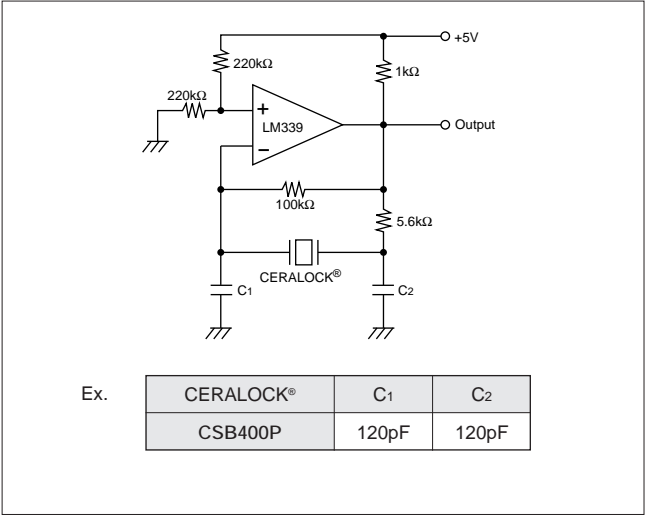 +5V
220kΩ
1kΩ
220kΩ
+
LM339
Output
−
100kΩ
5.6kΩ
CERALOCK®
C1
C2
Ex.
CERALOCK® C1 C2
CSB400P 120pF 120pF